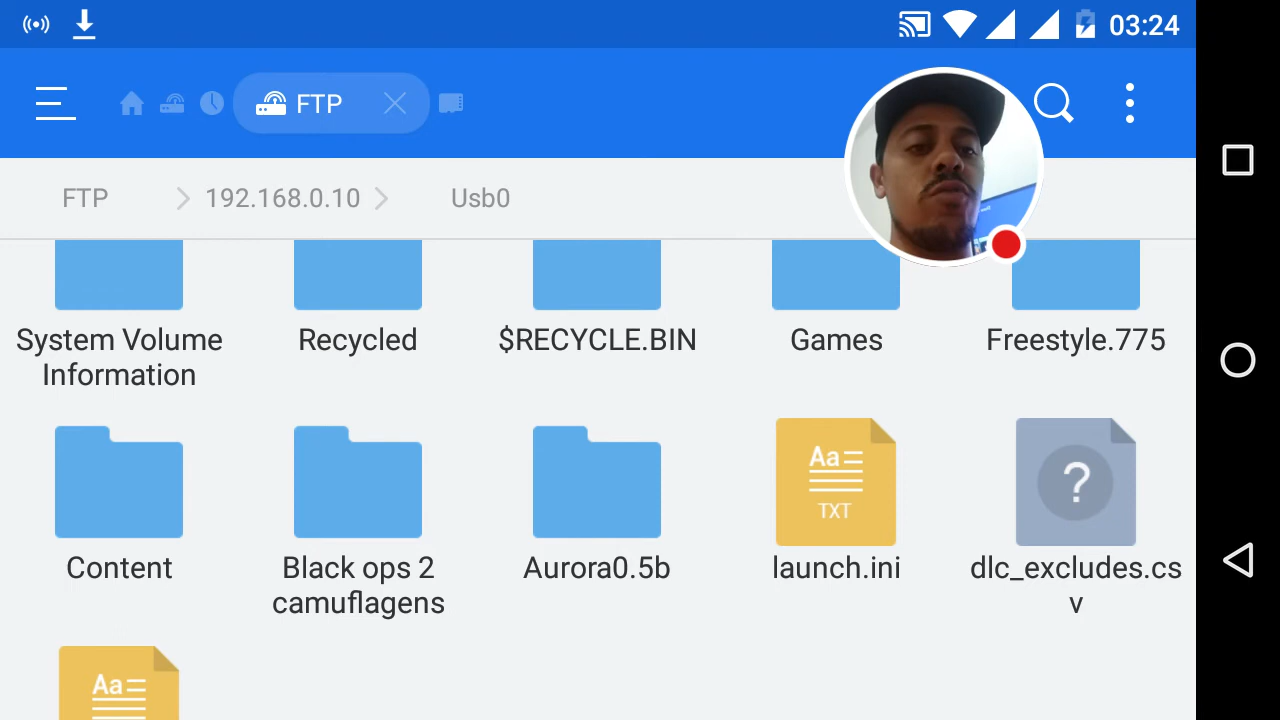 03:24
FTP
FTP 192.168.0.10 Usb0
System Volume
Information
Recycled
$RECYCLE.BIN
Games
Freestyle.775
Content
Black ops 2
camuflagens
Aurora0.5b
Aa
TXT
launch.ini
?
dlc_excludes.cs
v
Aa